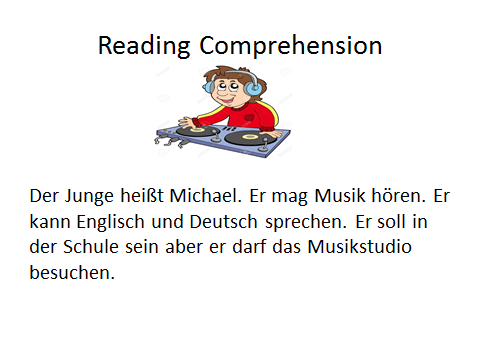 Reading Comprehension
Der Junge heißt Michael. Er mag Musik hören. Er
kann Englisch und Deutsch sprechen. Er soll in
der Schule sein aber er darf das Musikstudio
besuchen.